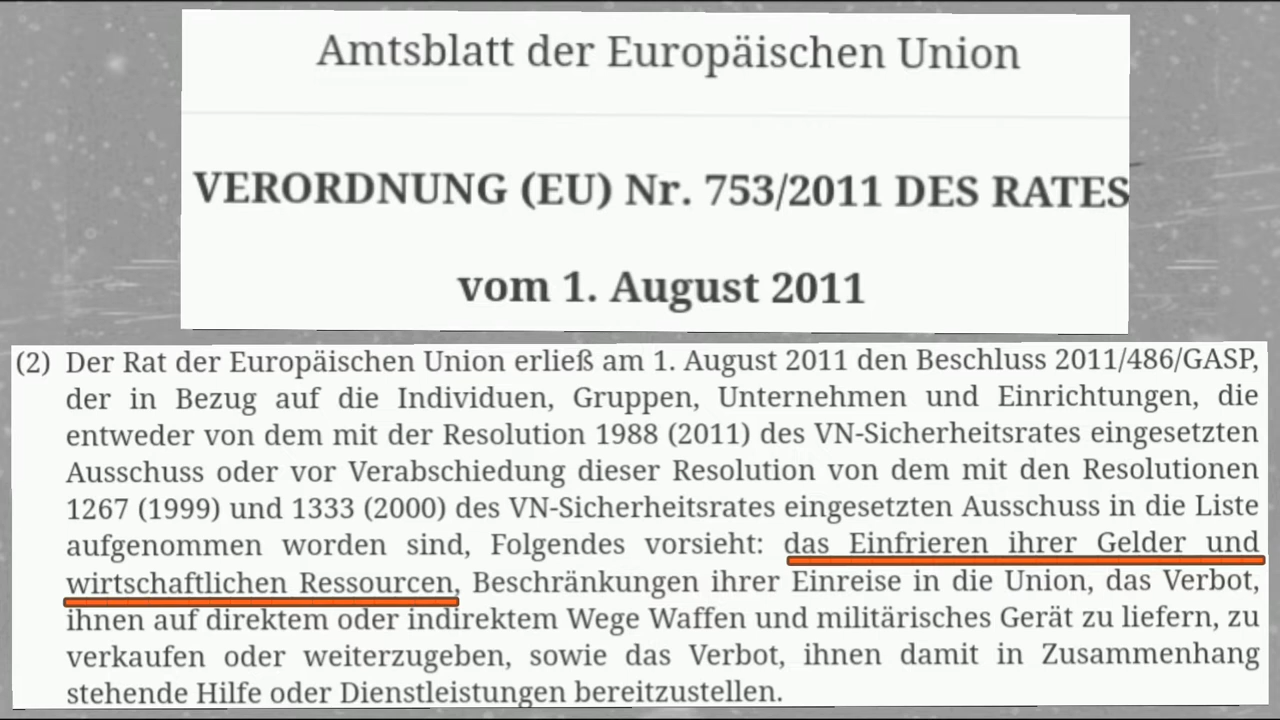 Amtsblatt der Europäischen Union
VERORDNUNG (EU) Nr. 753/2011 DES RATES
vom 1. August 2011
(2) Der Rat der Europäischen Union erließ am 1. August 2011 den Beschluss 2011/486/GASP,
der in Bezug auf die Individuen, Gruppen, Unternehmen und Einrichtungen, die
entweder von dem mit der Resolution 1988 (2011) des VN-Sicherheitsrates eingesetzten
Ausschuss oder vor Verabschiedung dieser Resolution von dem mit den Resolutionen
1267 (1999) und 1333 (2000) des VN-Sicherheitsrates eingesetzten Ausschuss in die Liste
aufgenommen worden sind, Folgendes vorsieht: das Einfrieren ihrer Gelder und
wirtschaftlichen Ressourcen, Beschränkungen ihrer Einreise in die Union, das Verbot,
ihnen auf direktem oder indirektem Wege Waffen und militärisches Gerät zu liefern, zu
verkaufen oder weiterzugeben, sowie das Verbot, ihnen damit in Zusammenhang
stehende Hilfe oder Dienstleistungen bereitzustellen.